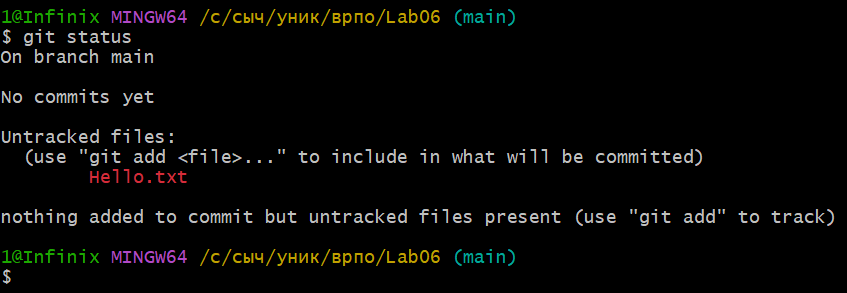 1@Infinix MINGW64 /c/сыч/уник/врпо/Lab06 (main)
$ git status
On branch main
No commits yet
Untracked files:
(use "git add <file>..." to include in what will be committed)
Hello.txt
nothing added to commit but untracked files present (use "git add" to track)
1@Infinix MINGW64 /c/сыч/уник/врпо/Lab06 (main)
$